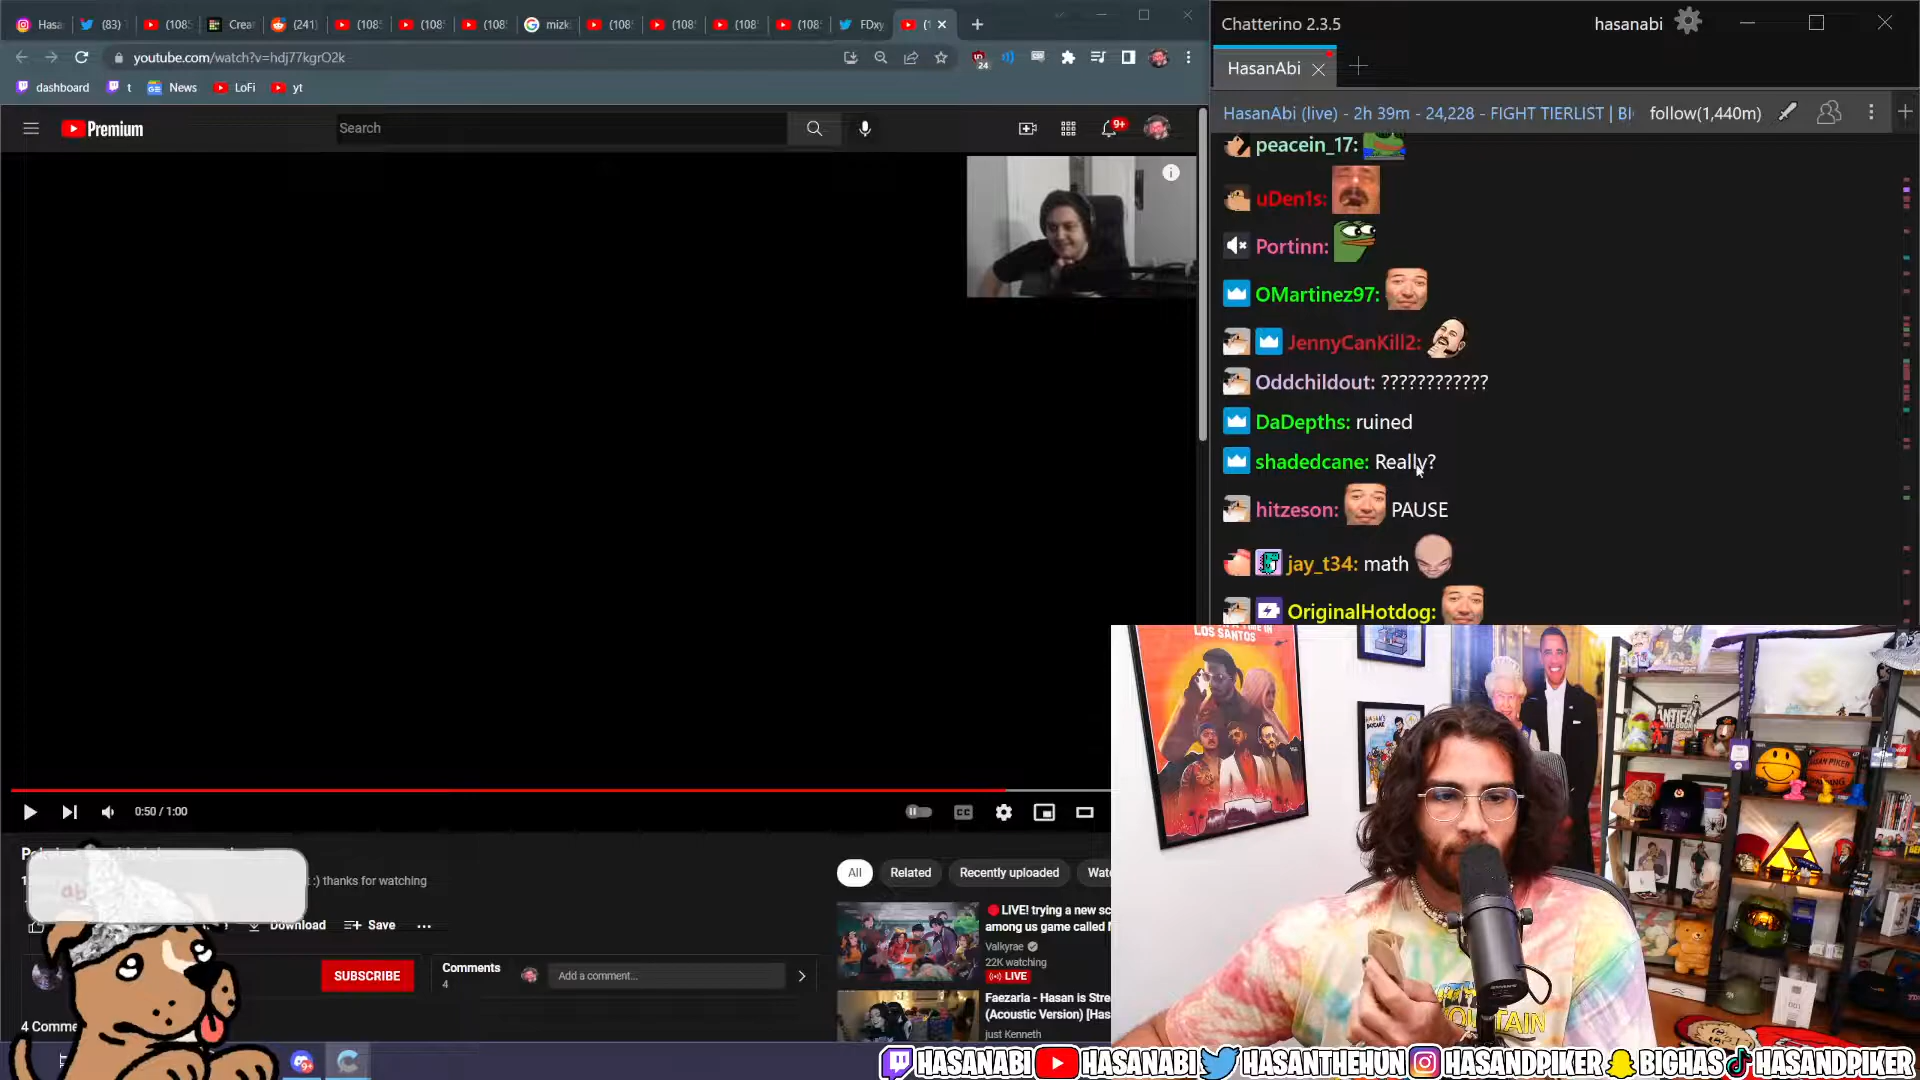 Hasa
(83)
(108
Crea
(241)
(108
(108
(108
mizk
(108
(108
(108
(108
FDxy
youtube.com/watch?v=hdj77kgrO2k
24
dashboard
t
News
LoFi
yt
Premium
Search
9+
0:50 / 1:00
:) thanks for watching
Download
Save
SUBSCRIBE
Comments
4
Add a comment...
4 Comme
All
Related
Recently uploaded
Wat
LIVE! trying a new sc
among us game called
Valkyrae
22K watching
LIVE
Faezaria - Hasan is Stre
(Acoustic Version) [Has
just Kenneth
Chatterino 2.3.5
hasanabi
HasanAbi
HasanAbi (live) - 2h 39m - 24,228 - FIGHT TIERLIST | BI
follow(1,440m)
peacein_17:
uDen1s:
Portinn:
OMartinez97:
JennyCanKill2:
Oddchildout: ????????????
DaDepths: ruined
shadedcane: Really?
hitzeson: PAUSE
jay_t34: math
OriginalHotdog:
LOS SANTOS
MOUNTAIN
HASANABI
HASANABI
HASANTHEHUN
HASANDPIKER
BIGHAS
HASANDPIKER